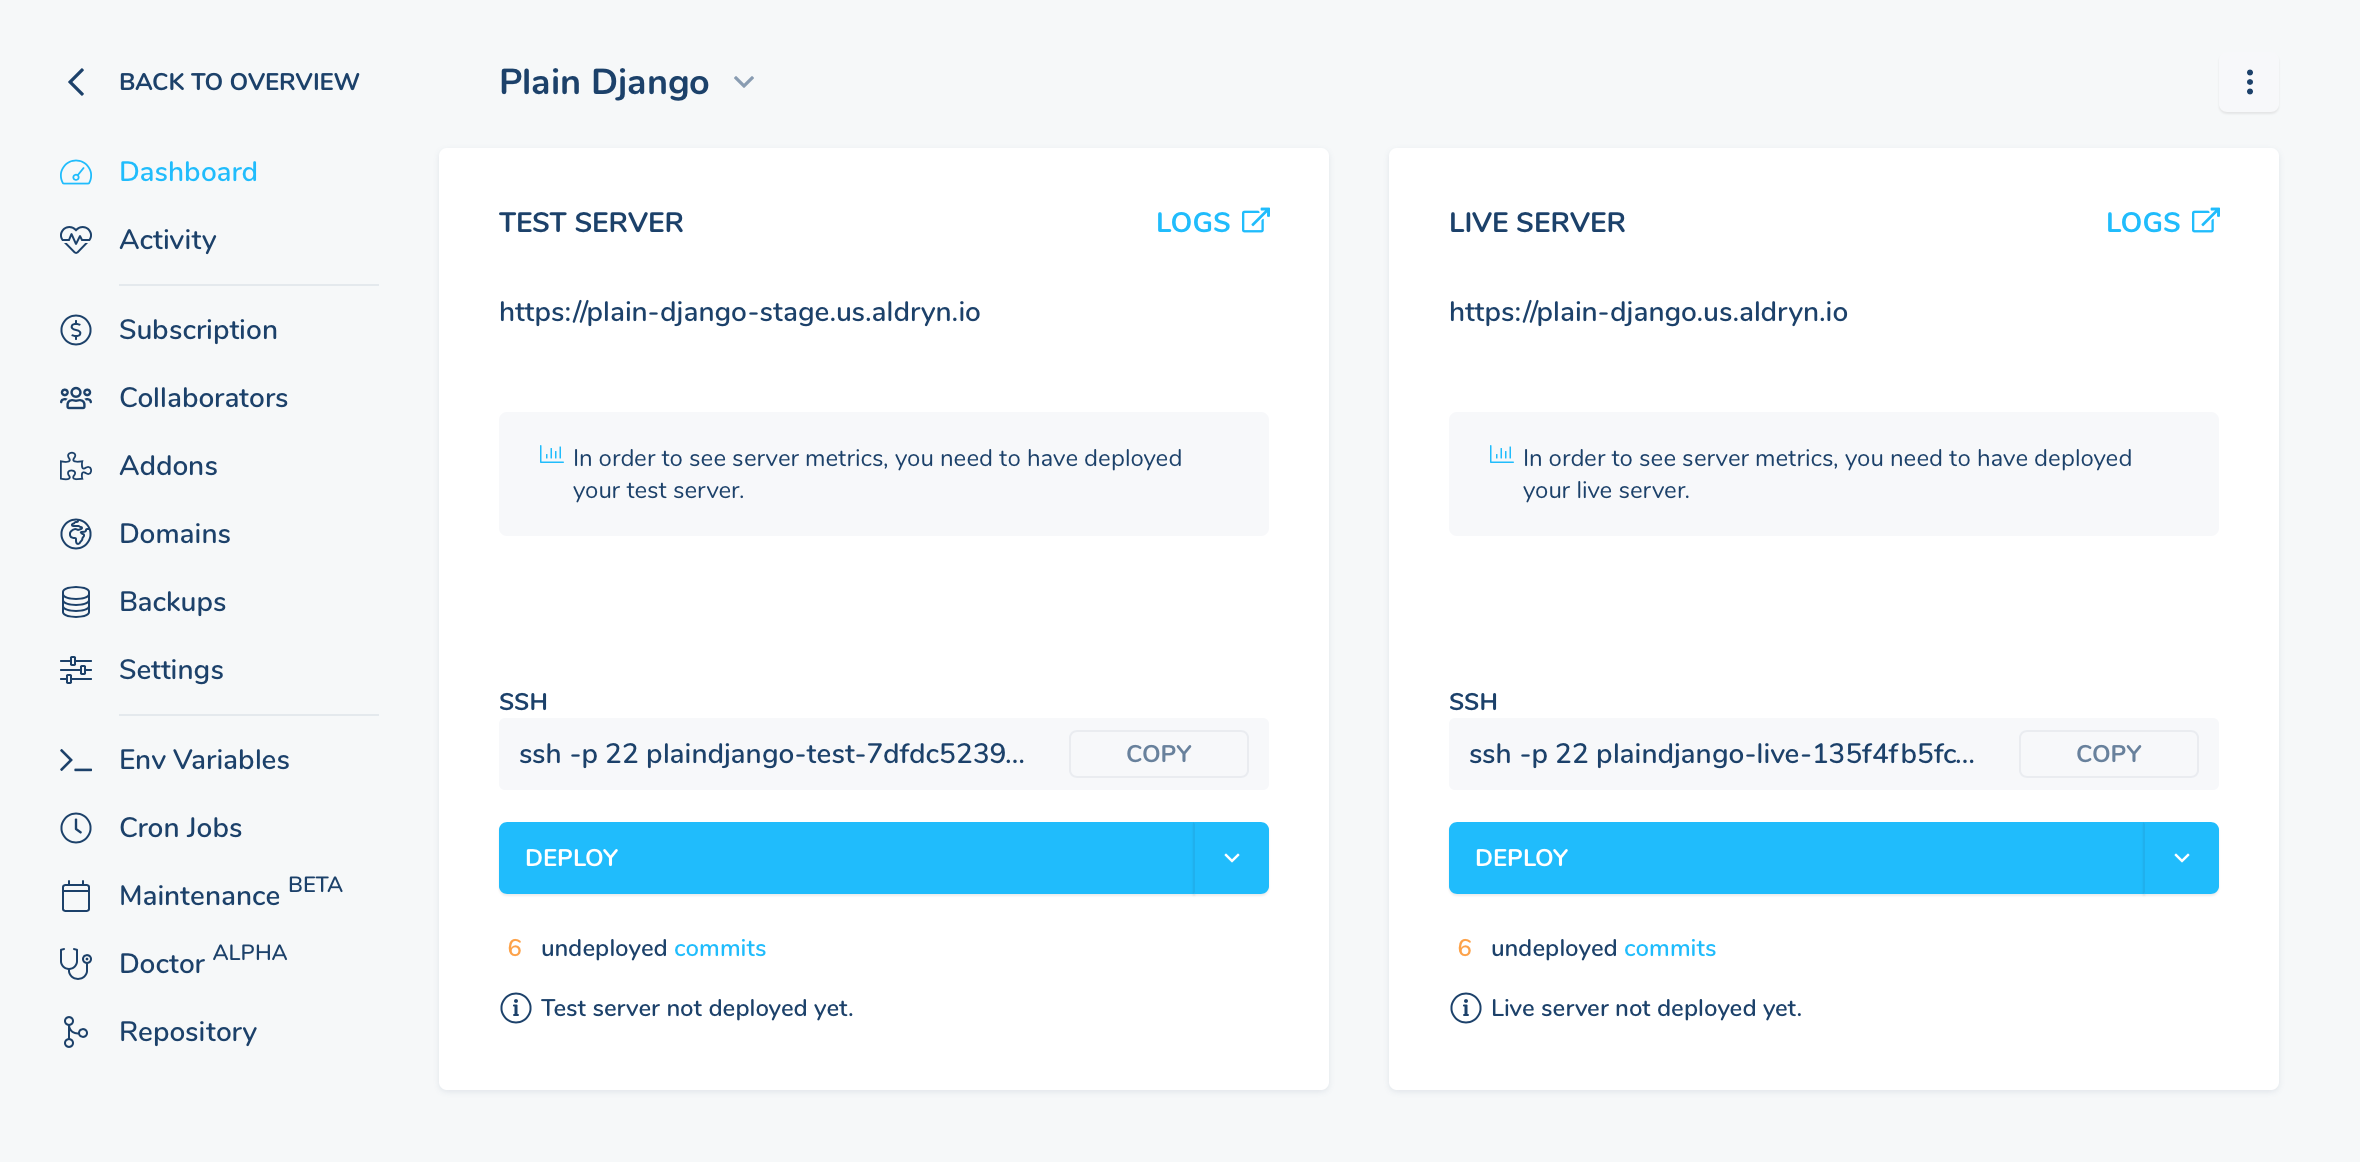 BACK TO OVERVIEW
Dashboard
Activity
Subscription
Collaborators
Addons
Domains
Backups
Settings
Env Variables
Cron Jobs
Maintenance BETA
Doctor ALPHA
Repository
Plain Django
TEST SERVER
LOGS
https://plain-django-stage.us.aldryn.io
In order to see server metrics, you need to have deployed
your test server.
SSH
ssh -p 22 plaindjango-test-7dfdc5239...
COPY
DEPLOY
6 undeployed commits
Test server not deployed yet.
LIVE SERVER
LOGS
https://plain-django.us.aldryn.io
In order to see server metrics, you need to have deployed
your live server.
SSH
ssh -p 22 plaindjango-live-135f4fb5fc...
COPY
DEPLOY
6 undeployed commits
Live server not deployed yet.